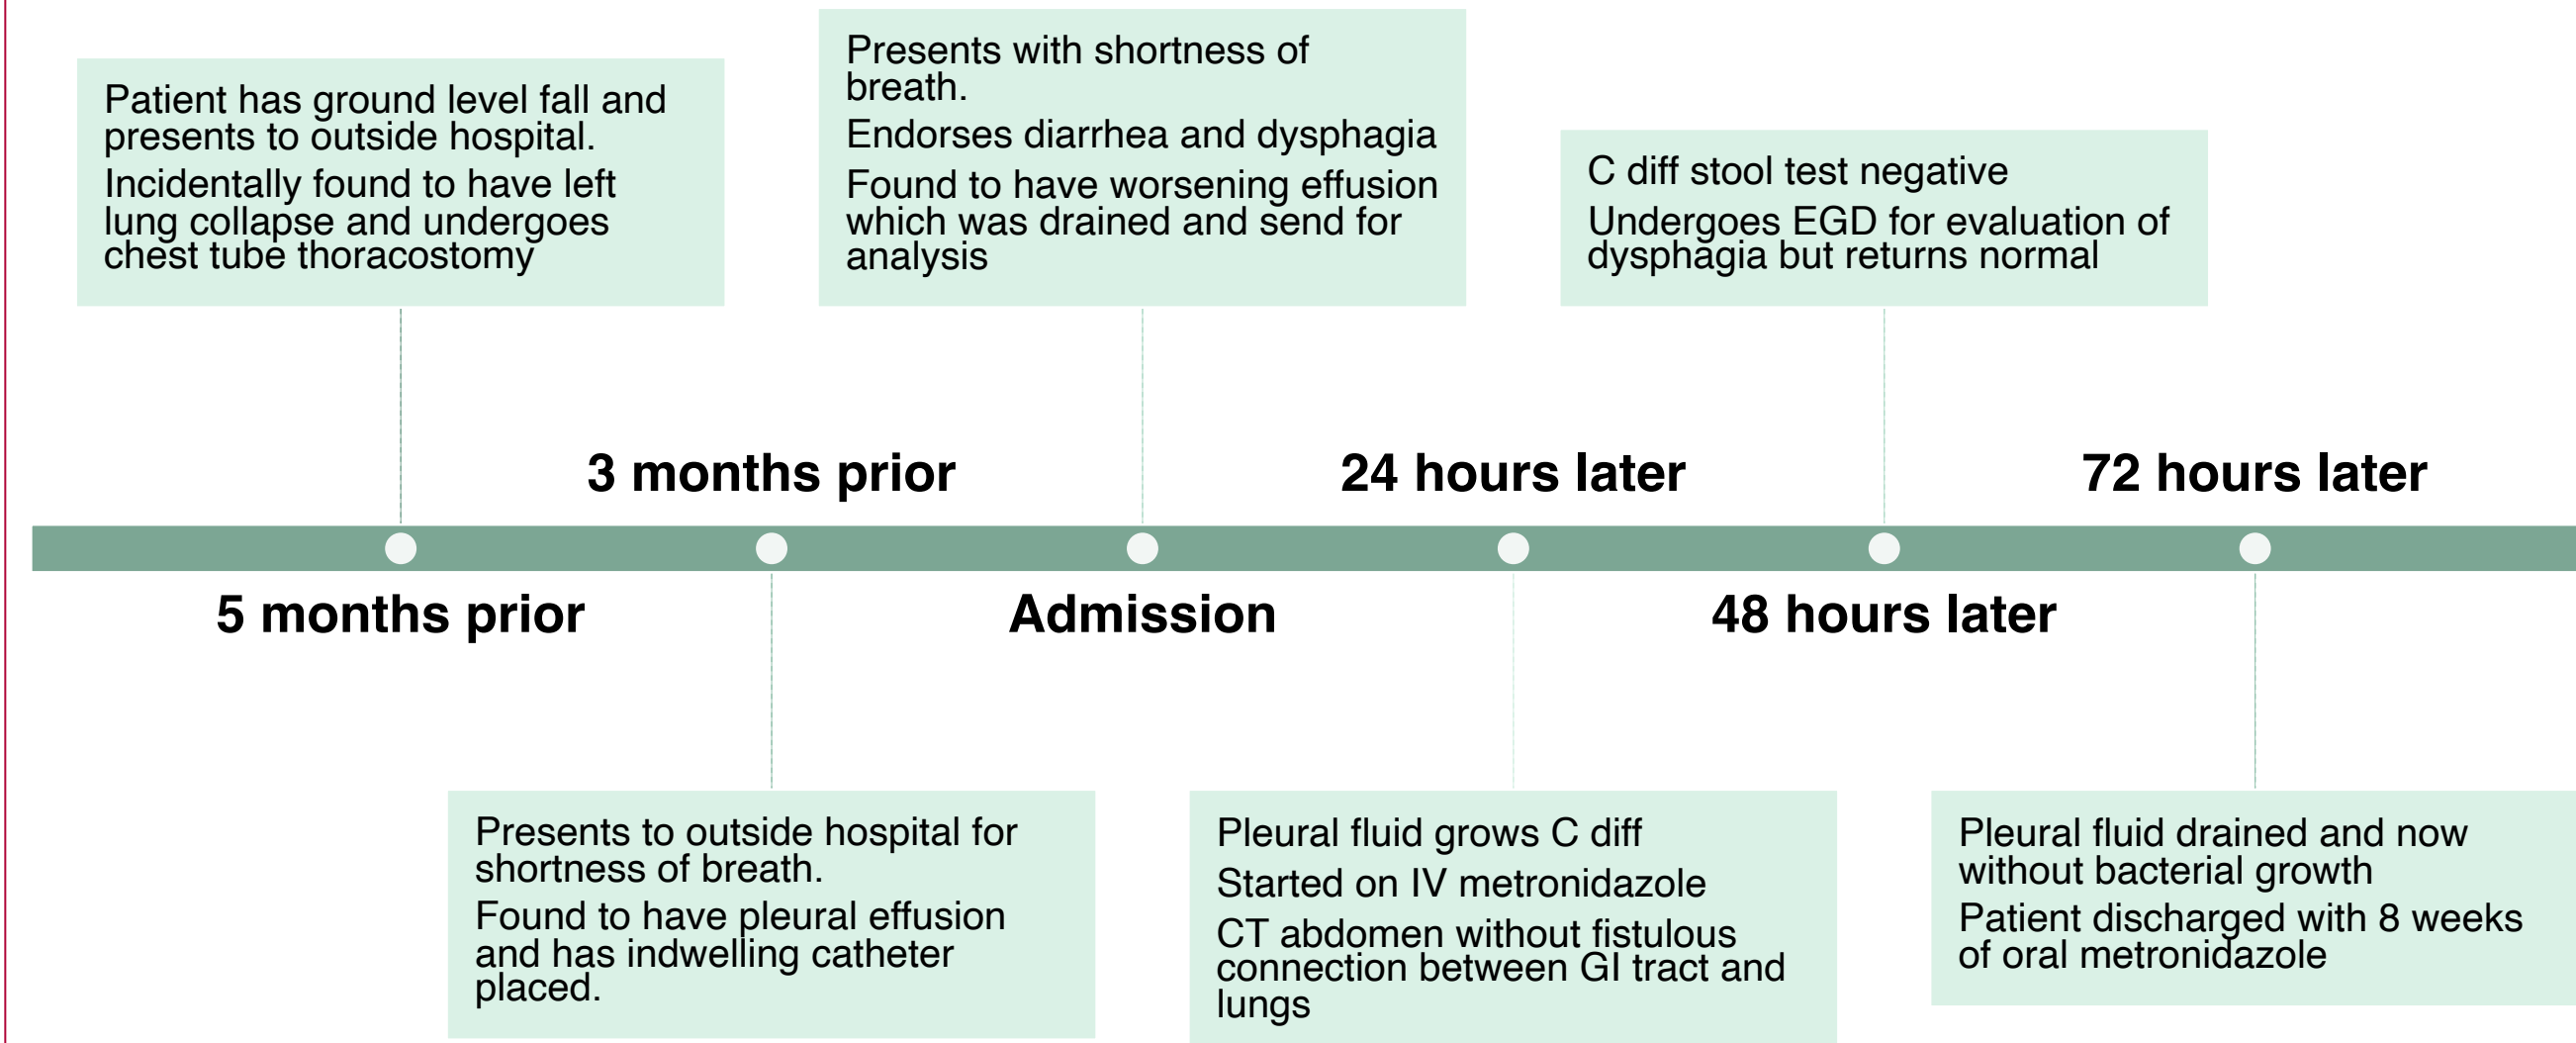 Patient has ground level fall and
presents to outside hospital.
Incidentally found to have left
lung collapse and undergoes
chest tube thoracostomy
Presents with shortness of
breath.
Endorses diarrhea and dysphagia
Found to have worsening effusion
which was drained and send for
analysis
C diff stool test negative
Undergoes EGD for evaluation of
dysphagia but returns normal
3 months prior
24 hours later
72 hours later
5 months prior
Admission
48 hours later
Presents to outside hospital for
shortness of breath.
Found to have pleural effusion
and has indwelling catheter
placed.
Pleural fluid grows C diff
Started on IV metronidazole
CT abdomen without fistulous
connection between GI tract and
lungs
Pleural fluid drained and now
without bacterial growth
Patient discharged with 8 weeks
of oral metronidazole